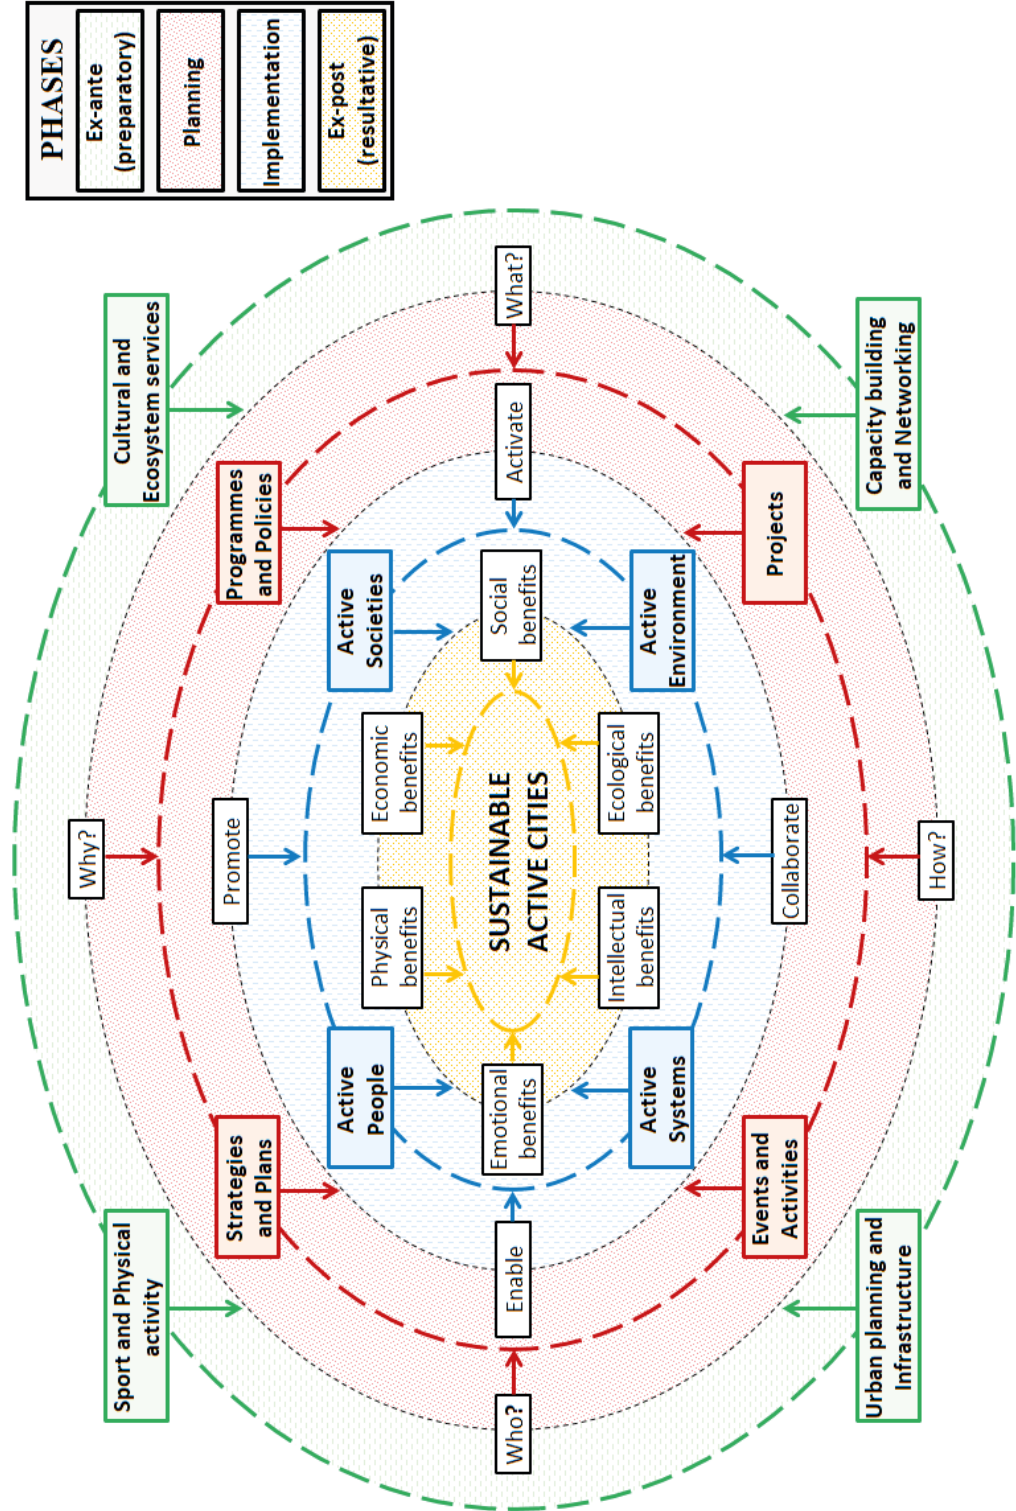 PHASES
Ex-ante
(preparatory)
Planning
Implementation
Ex-post
(resultative)
Why?
Sport and Physical
activity
Cultural and
Ecosystem services
Strategies
and Plans
Promote
Programmes
and Policies
Active
People
Active
Societies
Physical
benefits
Economic
benefits
Who?
Enable
Emotional
benefits
SUSTAINABLE
ACTIVE CITIES
Social
benefits
Activate
What?
Intellectual
benefits
Ecological
benefits
Active
Systems
Active
Environment
Events and
Activities
Collaborate
Projects
Urban planning and
Infrastructure
Capacity building
and Networking
How?